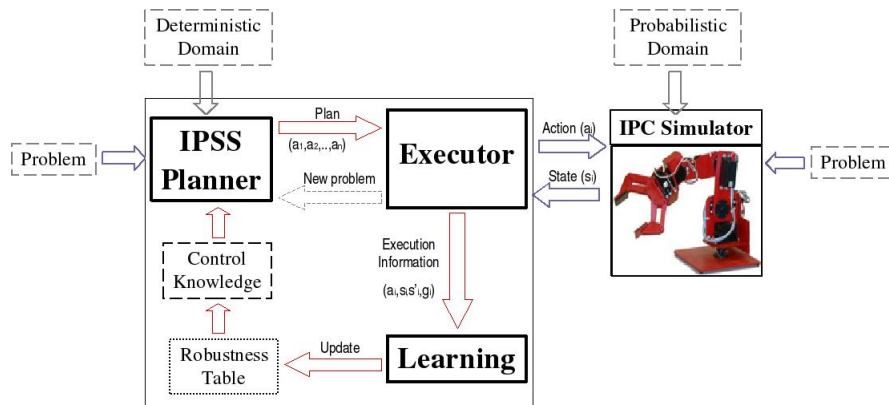 Deterministic
Domain
Probabilistic
Domain
Problem
IPSS
Planner
Plan
(a₁,a₂,..,aₙ)
New problem
Executor
Action (aᵢ)
State (sᵢ)
IPC Simulator
Problem
Execution
Information
(aᵢ,sᵢ,s'ᵢ,gᵢ)
Control
Knowledge
Robustness
Table
Update
Learning